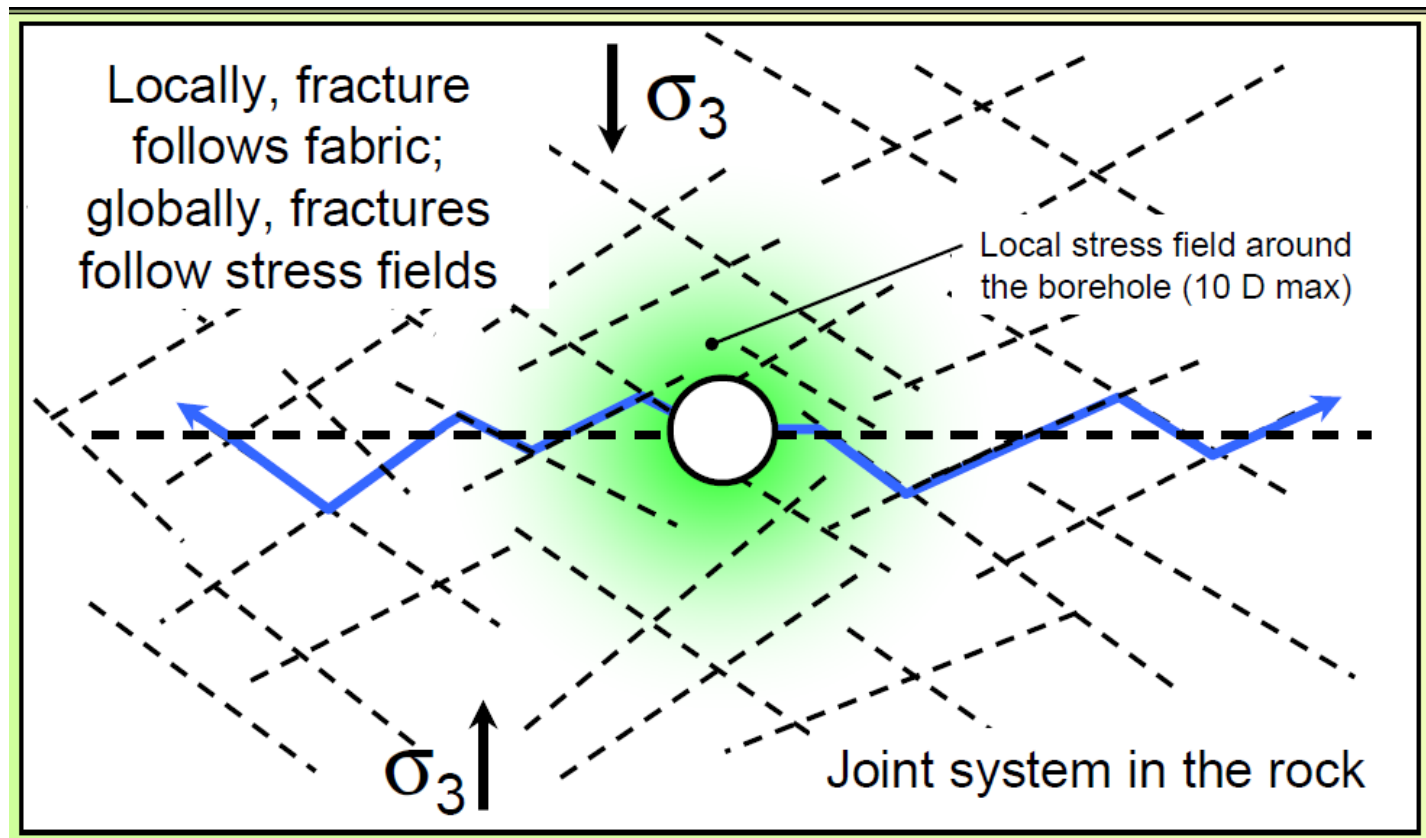 Locally, fracture
follows fabric;
globally, fractures
follow stress fields
σ3
Local stress field around
the borehole (10 D max)
σ3
Joint system in the rock